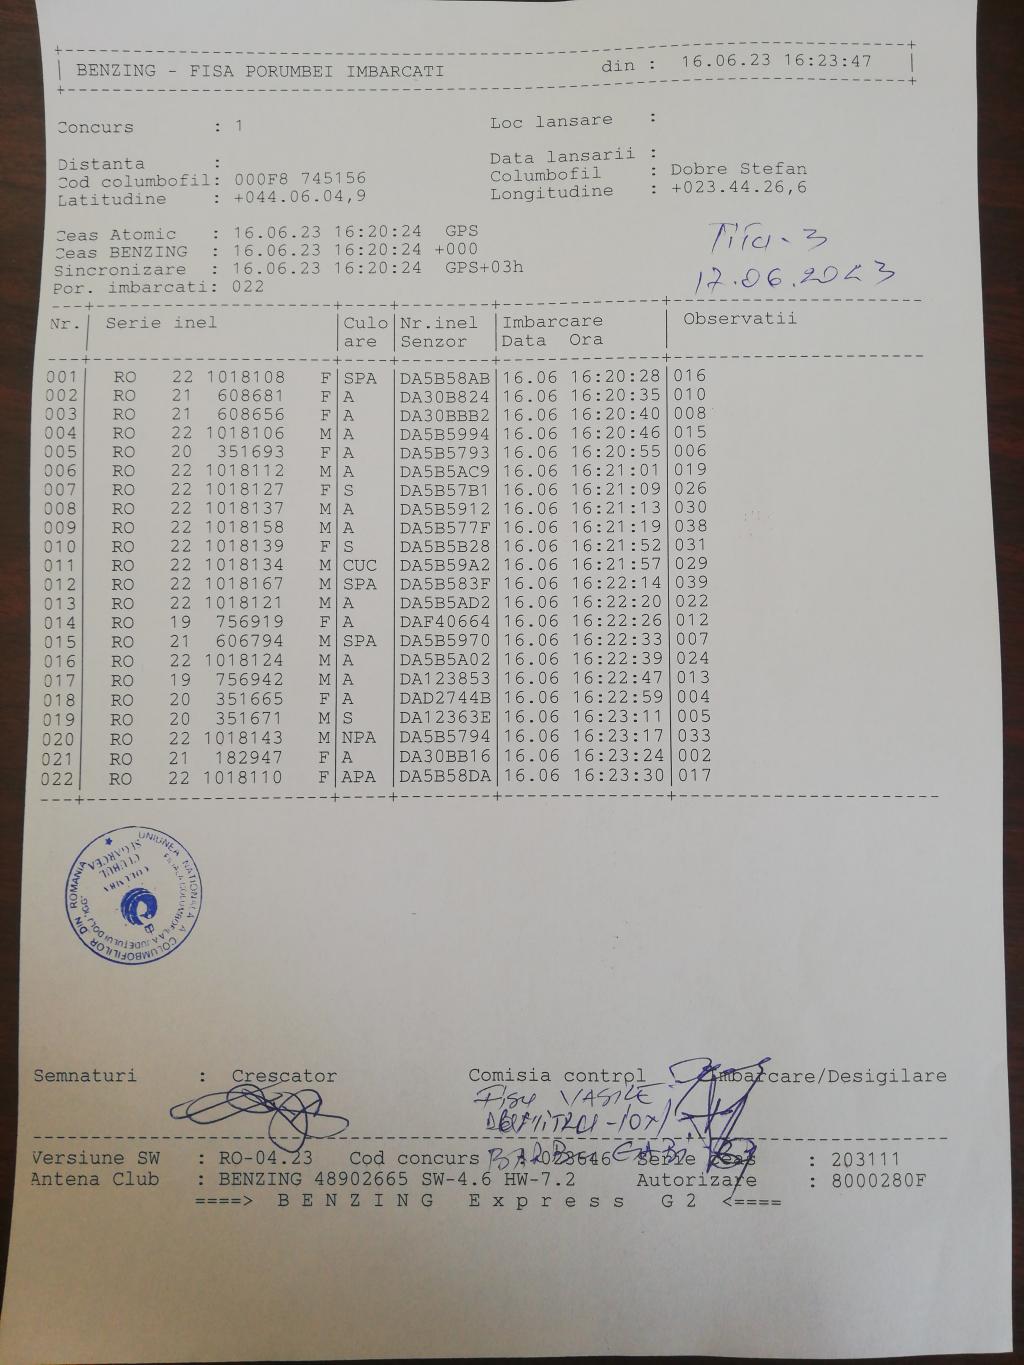 BENZING - FISA PORUMBEI IMBARCATI din : 16.06.23 16:23:47
Concurs : 1 Loc lansare :
Distanta : Data lansarii :
Cod columbofil: 000F8 745156 Columbofil : Dobre Stefan
Latitudine : +044.06.04,9 Longitudine : +023.44.26,6
Ceas Atomic : 16.06.23 16:20:24 GPS
Ceas BENZING : 16.06.23 16:20:24 +000
Sincronizare : 16.06.23 16:20:24 GPS+03h
Por. imbarcati: 022
17.06.2023
Nr. Serie inel Culo Nr.inel Imbarcare Observatii
are Senzor Data Ora
001 RO 22 1018108 F SPA DA5B58AB 16.06 16:20:28 016
002 RO 21 608681 F A DA30B824 16.06 16:20:35 010
003 RO 21 608656 F A DA30BBB2 16.06 16:20:40 008
004 RO 22 1018106 M A DA5B5994 16.06 16:20:46 015
005 RO 20 351693 F A DA5B5793 16.06 16:20:55 006
006 RO 22 1018112 M A DA5B5AC9 16.06 16:21:01 019
007 RO 22 1018127 F S DA5B57B1 16.06 16:21:09 026
008 RO 22 1018137 M A DA5B5912 16.06 16:21:13 030
009 RO 22 1018158 M A DA5B577F 16.06 16:21:19 038
010 RO 22 1018139 F S DA5B5B28 16.06 16:21:52 031
011 RO 22 1018134 M CUC DA5B59A2 16.06 16:21:57 029
012 RO 22 1018167 M SPA DA5B583F 16.06 16:22:14 039
013 RO 22 1018121 M A DA5B5AD2 16.06 16:22:20 022
014 RO 19 756919 F A DAF40664 16.06 16:22:26 012
015 RO 21 606794 M SPA DA5B5970 16.06 16:22:33 007
016 RO 22 1018124 M A DA5B5A02 16.06 16:22:39 024
017 RO 19 756942 M A DA123853 16.06 16:22:47 013
018 RO 20 351665 F A DAD2744B 16.06 16:22:59 004
019 RO 20 351671 M S DA12363E 16.06 16:23:11 005
020 RO 22 1018143 M NPA DA5B5794 16.06 16:23:17 033
021 RO 21 182947 F A DA30BB16 16.06 16:23:24 002
022 RO 22 1018110 F APA DA5B58DA 16.06 16:23:30 017
UNIUNEA NATIONALA A COLUMBOFILILOR DIN ROMANIA
CLUBUL
SEGARCEA
Semnaturi : Crescator Comisia control Imbarcare/Desigilare
VASILE
Versiune SW : RO-04.23 Cod concurs Serie ceas : 203111
Antena Club : BENZING 48902665 SW-4.6 HW-7.2 Autorizare : 8000280F
====> BENZING Express G2 <====